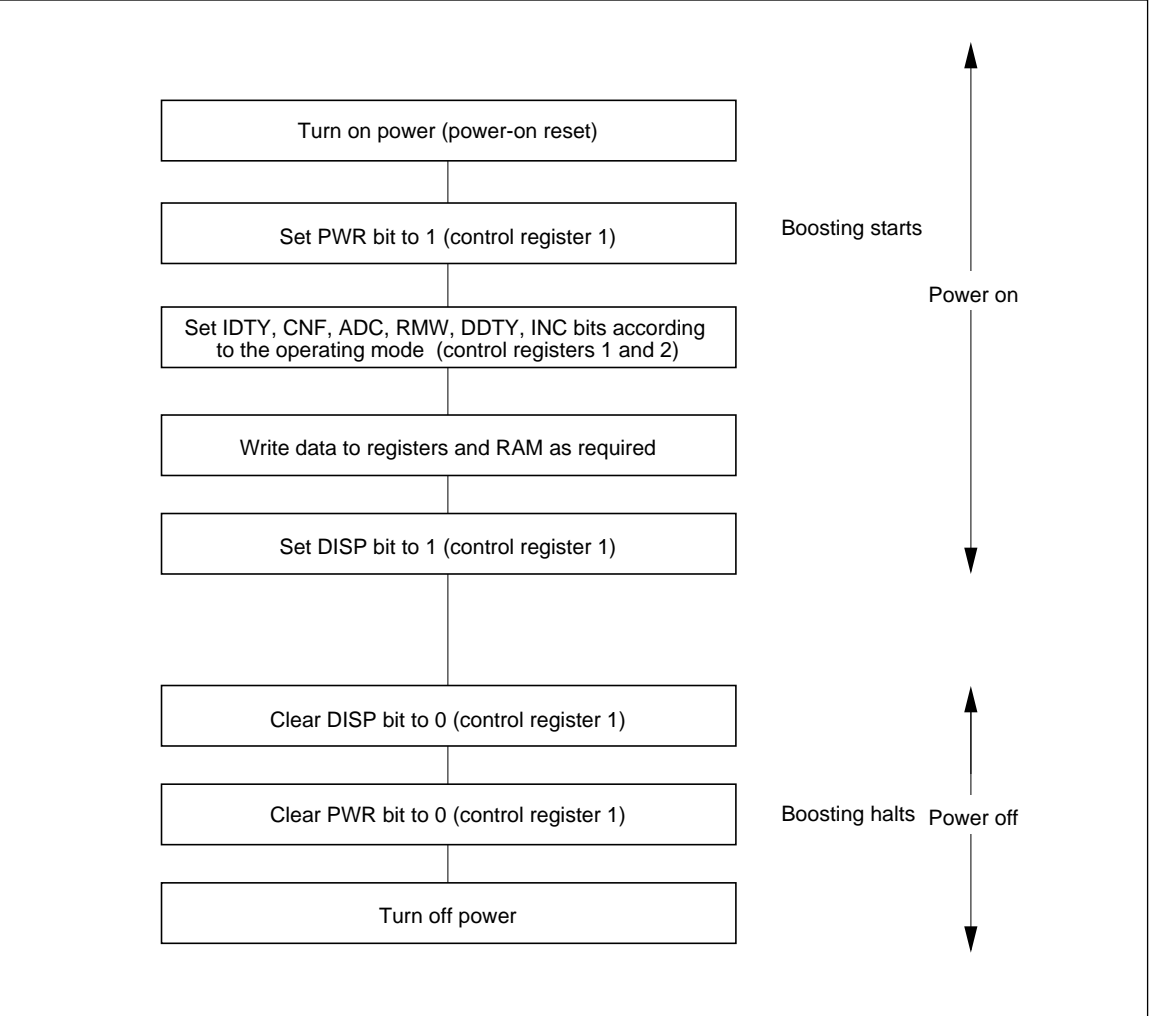 Turn on power (power-on reset)
Set PWR bit to 1 (control register 1)
Boosting starts
Power on
Set IDTY, CNF, ADC, RMW, DDTY, INC bits according
to the operating mode  (control registers 1 and 2)
Write data to registers and RAM as required
Set DISP bit to 1 (control register 1)
Clear DISP bit to 0 (control register 1)
Clear PWR bit to 0 (control register 1)
Boosting halts
Power off
Turn off power